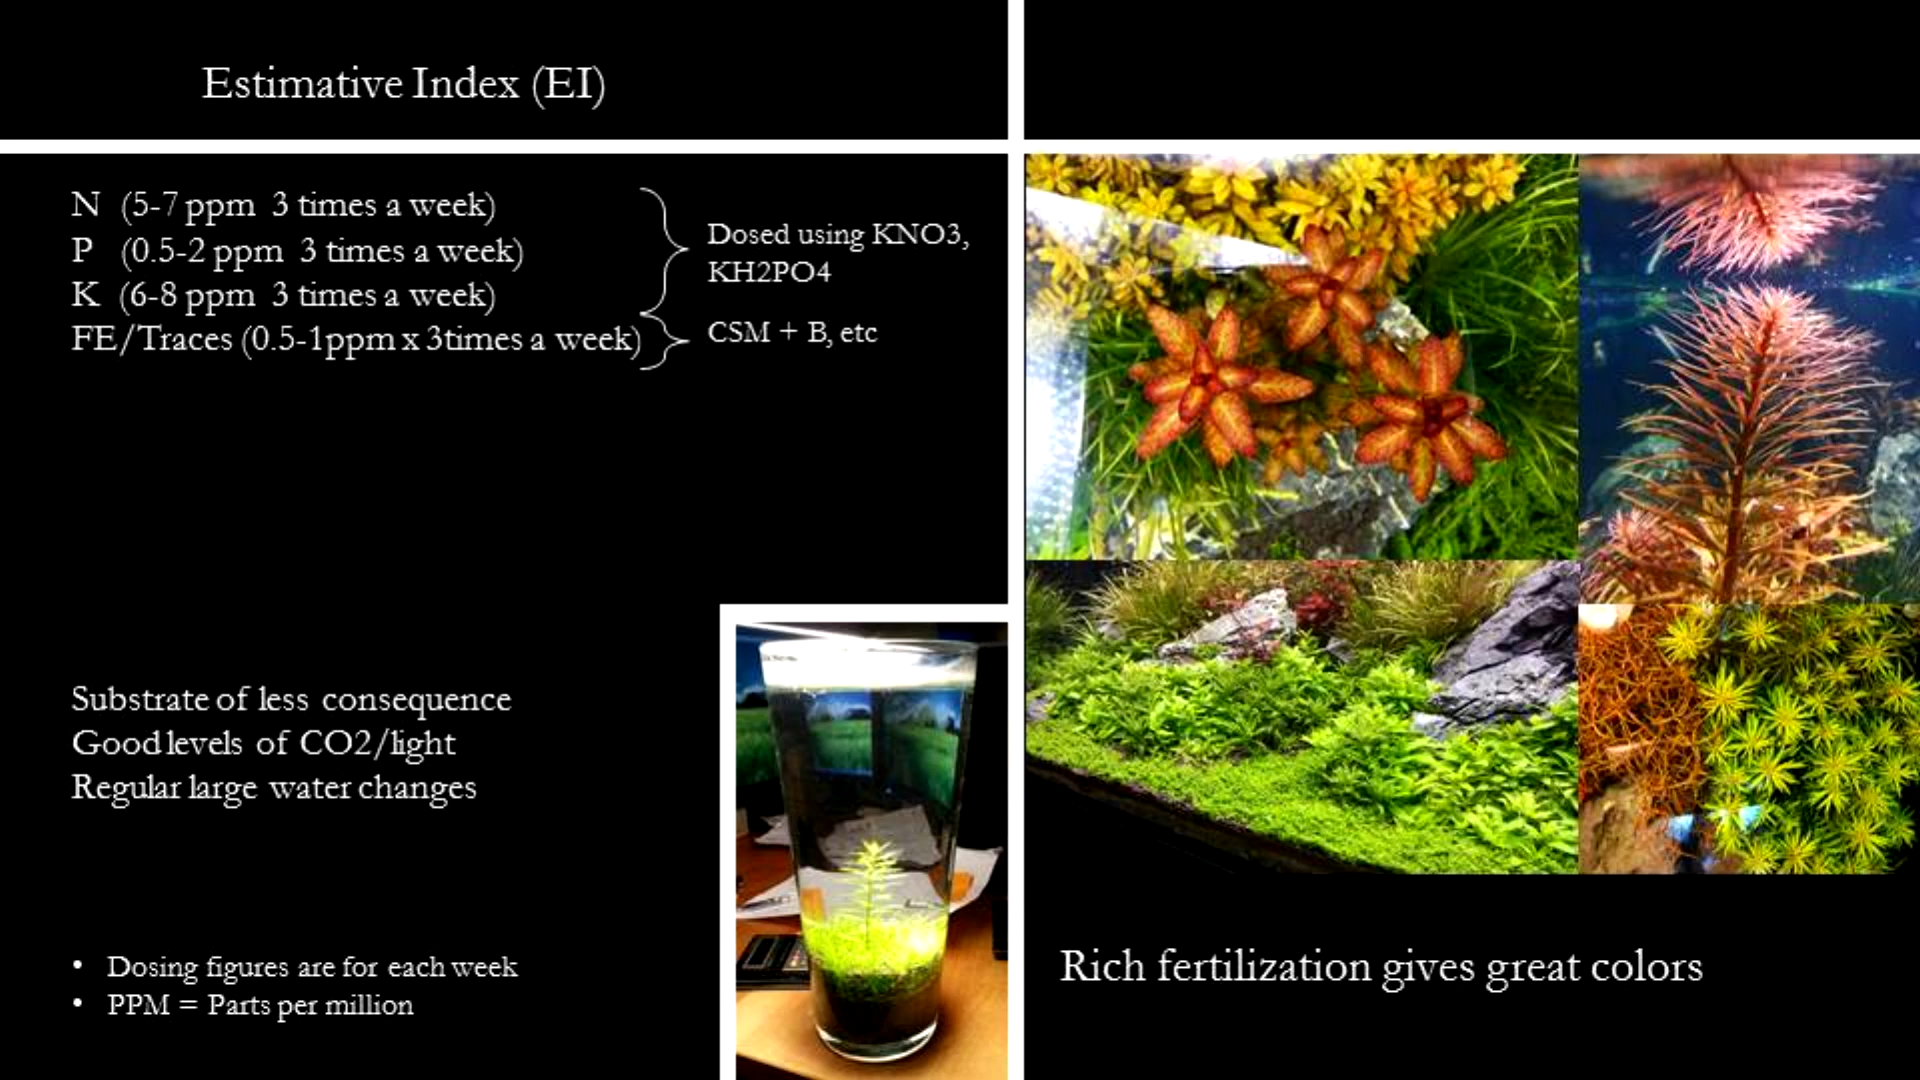 Estimative Index (EI)
N (5-7 ppm 3 times a week)
P (0.5-2 ppm 3 times a week)
K (6-8 ppm 3 times a week)
FE/Traces (0.5-1ppm x 3times a week)
Dosed using KNO3,
KH2PO4
CSM + B, etc
Substrate of less consequence
Good levels of CO2/light
Regular large water changes
• Dosing figures are for each week
• PPM = Parts per million
Rich fertilization gives great colors